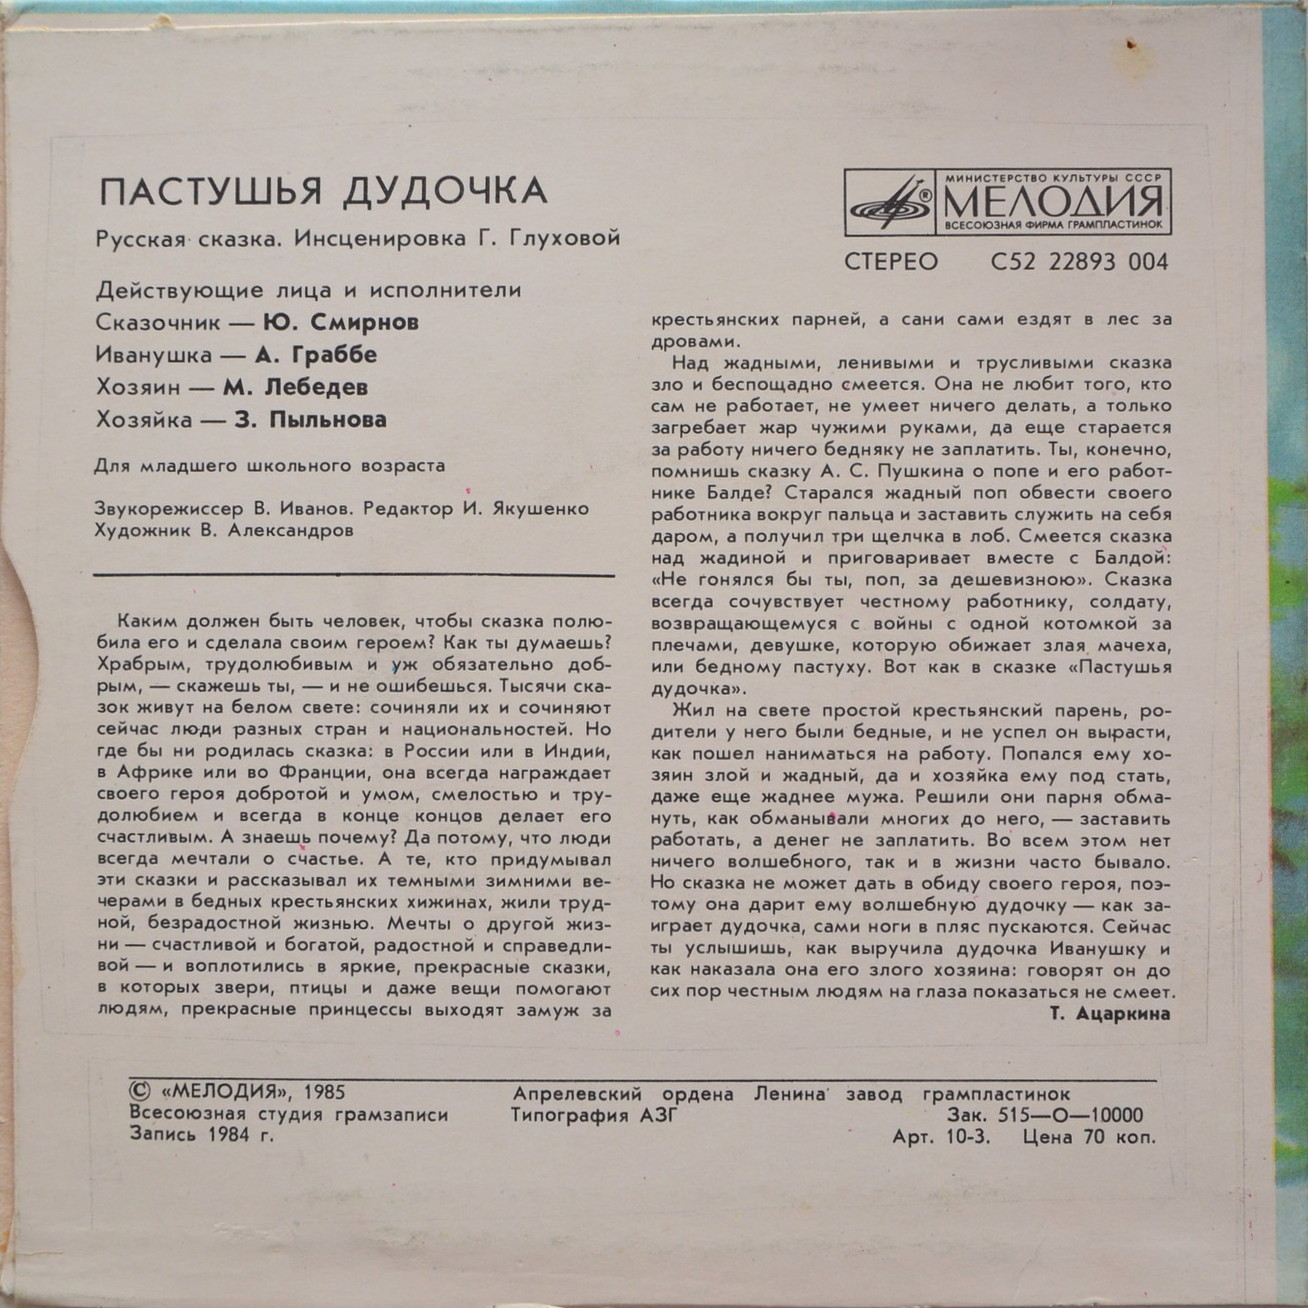 ПАСТУШЬЯ ДУДОЧКА
Русская сказка. Инсценировка Г. Глуховой
Действующие лица и исполнители
Сказочник — Ю. Смирнов
Иванушка — А. Граббе
Хозяин — М. Лебедев
Хозяйка — З. Пыльнова
Для младшего школьного возраста
Звукорежиссер В. Иванов. Редактор И. Якушенко
Художник В. Александров
МИНИСТЕРСТВО КУЛЬТУРЫ СССР
МЕЛОДИЯ
ВСЕСОЮЗНАЯ ФИРМА ГРАМПЛАСТИНОК
®
СТЕРЕО С52 22893 004
Каким должен быть человек, чтобы сказка полю-
била его и сделала своим героем? Как ты думаешь?
Храбрым, трудолюбивым и уж обязательно доб-
рым, — скажешь ты, — и не ошибешься. Тысячи ска-
зок живут на белом свете: сочиняли их и сочиняют
сейчас люди разных стран и национальностей. Но
где бы ни родилась сказка: в России или в Индии,
в Африке или во Франции, она всегда награждает
своего героя добротой и умом, смелостью и тру-
долюбием и всегда в конце концов делает его
счастливым. А знаешь почему? Да потому, что люди
всегда мечтали о счастье. А те, кто придумывал
эти сказки и рассказывал их темными зимними ве-
черами в бедных крестьянских хижинах, жили труд-
ной, безрадостной жизнью. Мечты о другой жиз-
ни — счастливой и богатой, радостной и справедли-
вой — и воплотились в яркие, прекрасные сказки,
в которых звери, птицы и даже вещи помогают
людям, прекрасные принцессы выходят замуж за
крестьянских парней, а сани сами ездят в лес за
дровами.
Над жадными, ленивыми и трусливыми сказка
зло и беспощадно смеется. Она не любит того, кто
сам не работает, не умеет ничего делать, а только
загребает жар чужими руками, да еще старается
за работу ничего бедняку не заплатить. Ты, конечно,
помнишь сказку А. С. Пушкина о попе и его работ-
нике Балде? Старался жадный поп обвести своего
работника вокруг пальца и заставить служить на себя
даром, а получил три щелчка в лоб. Смеется сказка
над жадиной и приговаривает вместе с Балдой:
«Не гонялся бы ты, поп, за дешевизною». Сказка
всегда сочувствует честному работнику, солдату,
возвращающемуся с войны с одной котомкой за
плечами, девушке, которую обижает злая мачеха,
или бедному пастуху. Вот как в сказке «Пастушья
дудочка».
Жил на свете простой крестьянский парень, ро-
дители у него были бедные, и не успел он вырасти,
как пошел наниматься на работу. Попался ему хо-
зяин злой и жадный, да и хозяйка ему под стать,
даже еще жаднее мужа. Решили они парня обма-
нуть, как обманывали многих до него, — заставить
работать, а денег не заплатить. Во всем этом нет
ничего волшебного, так и в жизни часто бывало.
Но сказка не может дать в обиду своего героя, поэ-
тому она дарит ему волшебную дудочку — как за-
играет дудочка, сами ноги в пляс пускаются. Сейчас
ты услышишь, как выручила дудочка Иванушку и
как наказала она его злого хозяина: говорят он до
сих пор честным людям на глаза показаться не смеет.
Т. Ацаркина
© «МЕЛОДИЯ», 1985
Всесоюзная студия грамзаписи
Запись 1984 г.
Апрелевский ордена Ленина завод грампластинок
Типография АЗГ Зак. 515—О—10000
Арт. 10-3. Цена 70 коп.